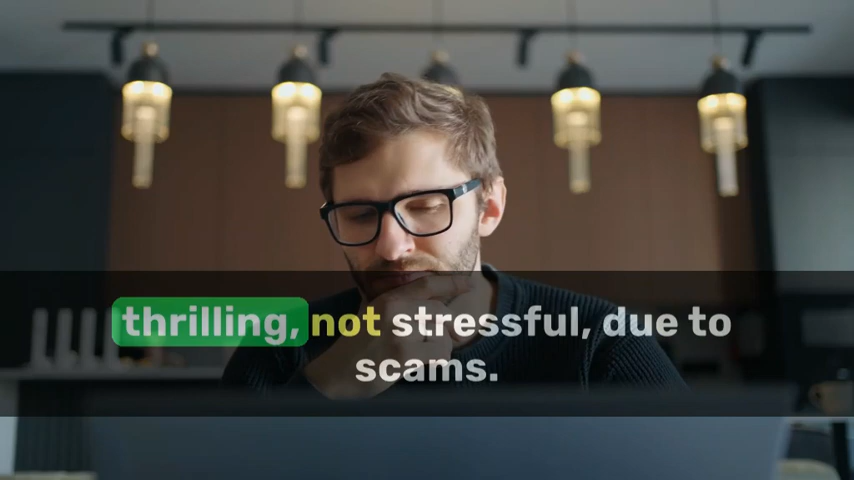 thrilling, not stressful, due to
scams.